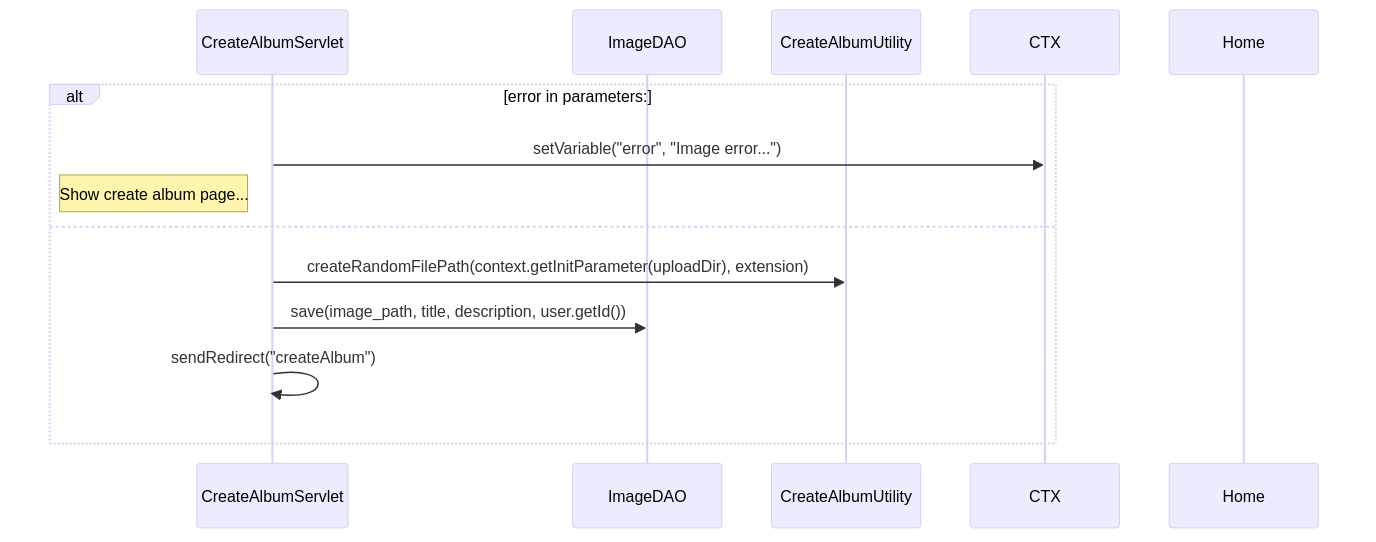 CreateAlbumServlet
ImageDAO
CreateAlbumUtility
CTX
Home
alt
[error in parameters:]
setVariable("error", "Image error...")
Show create album page...
createRandomFilePath(context.getInitParameter(uploadDir), extension)
save(image_path, title, description, user.getId())
sendRedirect("createAlbum")
CreateAlbumServlet
ImageDAO
CreateAlbumUtility
CTX
Home